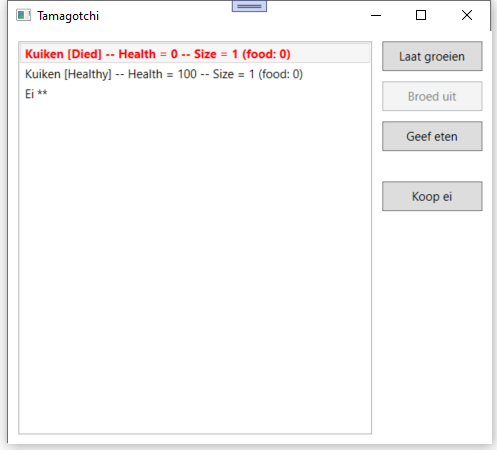 Tamagotchi
Kuiken [Died] -- Health = 0 -- Size = 1 (food: 0)
Kuiken [Healthy] -- Health = 100 -- Size = 1 (food: 0)
Ei **
Laat groeien
Broed uit
Geef eten
Koop ei